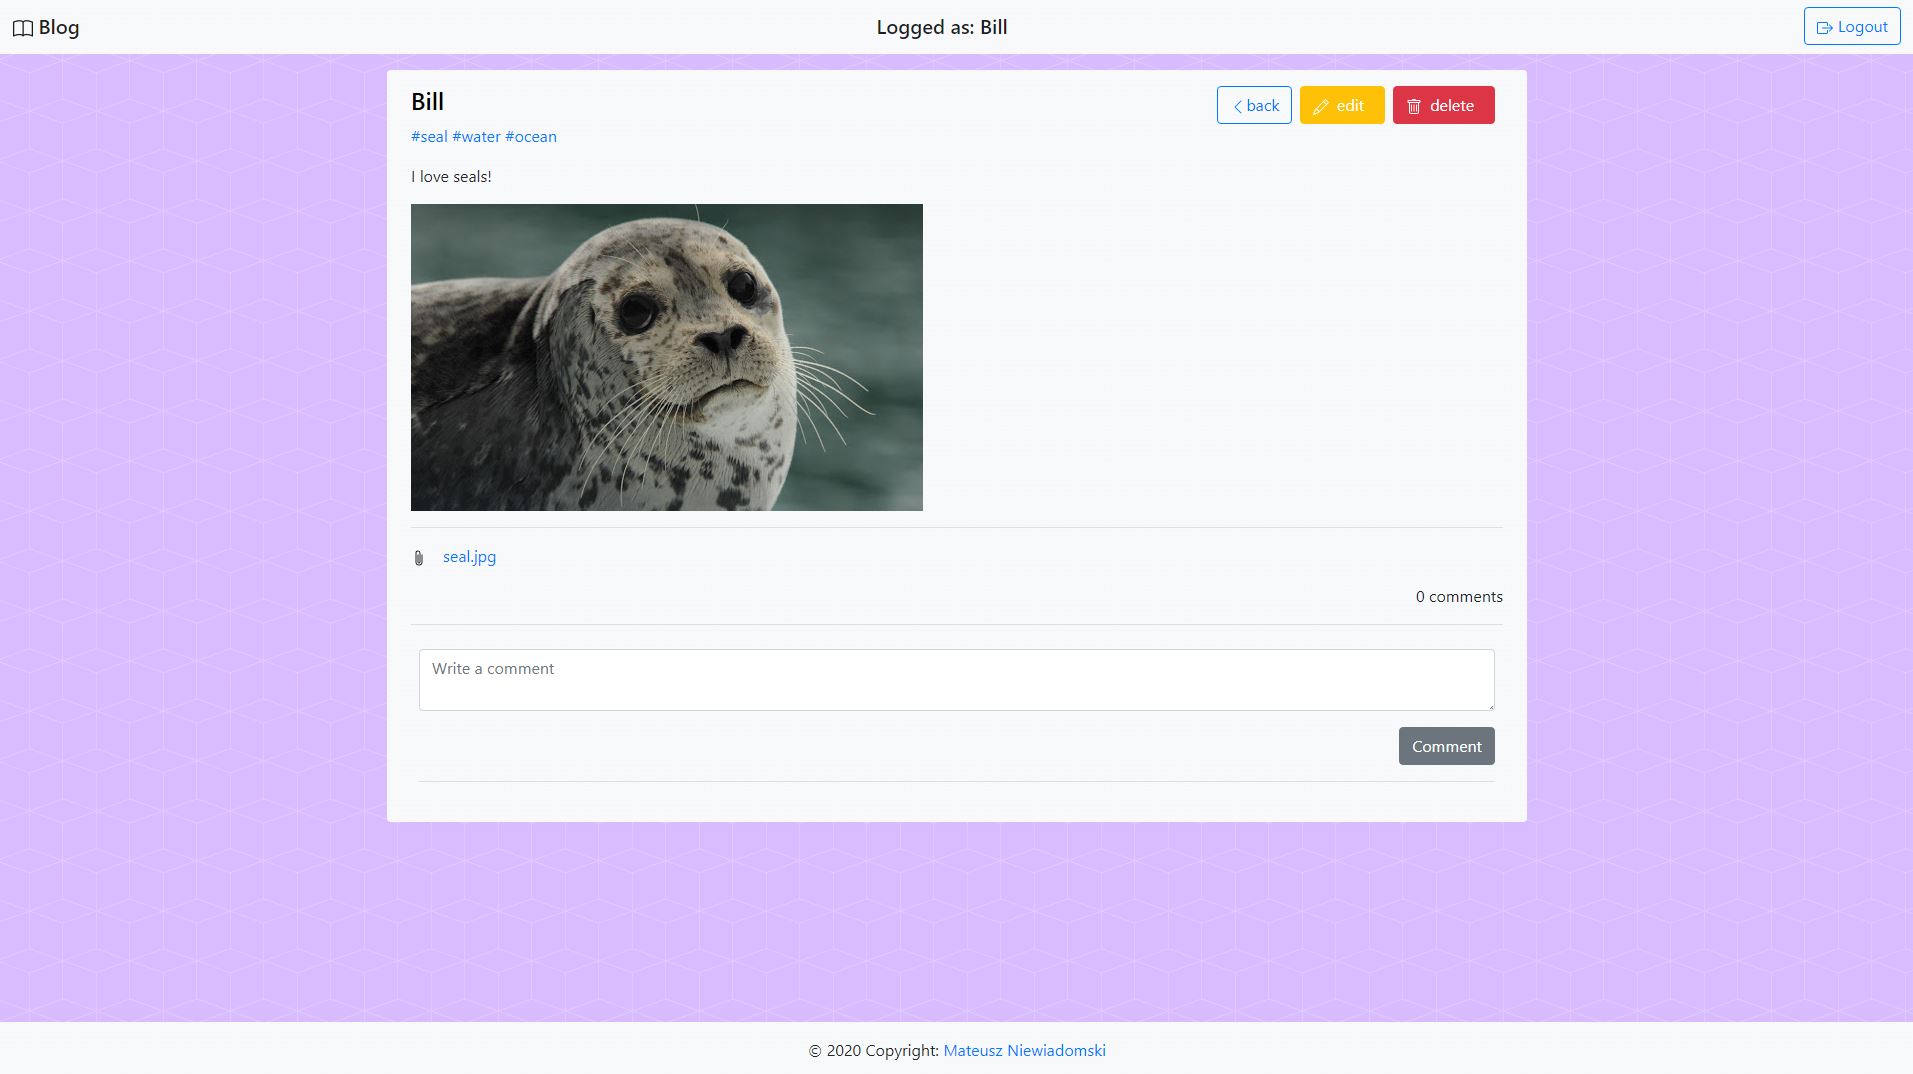 Blog
Logged as: Bill
Logout
Bill
back
edit
delete
#seal #water #ocean
I love seals!
seal.jpg
0 comments
Write a comment
Comment
© 2020 Copyright: Mateusz Niewiadomski